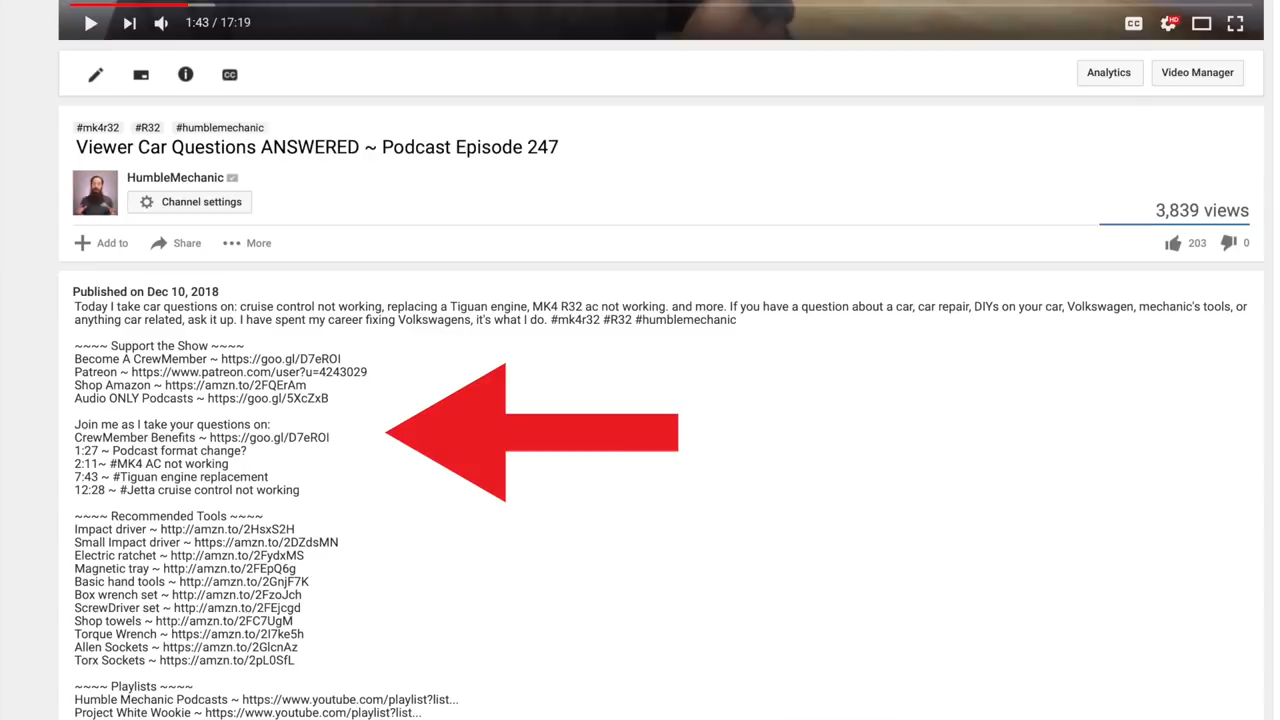 1:43 / 17:19
CC
HD
CC
Analytics
Video Manager
#mk4r32 #R32 #humblemechanic
Viewer Car Questions ANSWERED ~ Podcast Episode 247
HumbleMechanic
Channel settings
3,839 views
Add to Share More
203 0
Published on Dec 10, 2018
Today I take car questions on: cruise control not working, replacing a Tiguan engine, MK4 R32 ac not working. and more. If you have a question about a car, car repair, DIYs on your car, Volkswagen, mechanic's tools, or
anything car related, ask it up. I have spent my career fixing Volkswagens, it's what I do. #mk4r32 #R32 #humblemechanic
~~~~ Support the Show ~~~~
Become A CrewMember ~ https://goo.gl/D7eROI
Patreon ~ https://www.patreon.com/user?u=4243029
Shop Amazon ~ https://amzn.to/2FQErAm
Audio ONLY Podcasts ~ https://goo.gl/5XcZxB
Join me as I take your questions on:
CrewMember Benefits ~ https://goo.gl/D7eROI
1:27 ~ Podcast format change?
2:11~ #MK4 AC not working
7:43 ~ #Tiguan engine replacement
12:28 ~ #Jetta cruise control not working
~~~~ Recommended Tools ~~~~
Impact driver ~ http://amzn.to/2HsxS2H
Small Impact driver ~ https://amzn.to/2DZdsMN
Electric ratchet ~ http://amzn.to/2FydxMS
Magnetic tray ~ http://amzn.to/2FEpQ6g
Basic hand tools ~ http://amzn.to/2GnjF7K
Box wrench set ~ http://amzn.to/2FzoJch
ScrewDriver set ~ http://amzn.to/2FEjcgd
Shop towels ~ http://amzn.to/2FC7UgM
Torque Wrench ~ https://amzn.to/2I7ke5h
Allen Sockets ~ https://amzn.to/2GlcnAz
Torx Sockets ~ https://amzn.to/2pL0SfL
~~~~ Playlists ~~~~
Humble Mechanic Podcasts ~ https://www.youtube.com/playlist?list...
Project White Wookie ~ https://www.youtube.com/playlist?list...